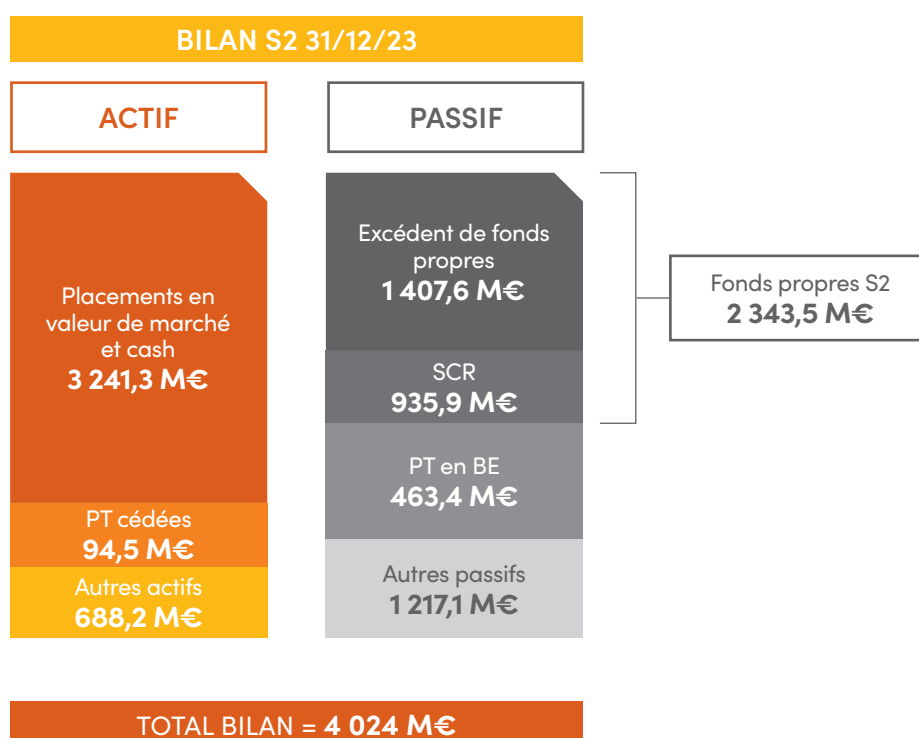 BILAN S2 31/12/23
ACTIF
PASSIF
Placements en
valeur de marché
et cash
3 241,3 M€
PT cédées
94,5 M€
Autres actifs
688,2 M€
Excédent de fonds
propres
1 407,6 M€
SCR
935,9 M€
PT en BE
463,4 M€
Autres passifs
1 217,1 M€
Fonds propres S2
2 343,5 M€
TOTAL BILAN = 4 024 M€